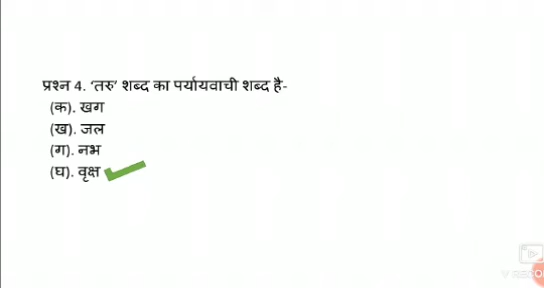 प्रश्न 4. ‘तरु’ शब्द का पर्यायवाची शब्द है-
(क). खग
(ख). जल
(ग). नभ
(घ). वृक्ष